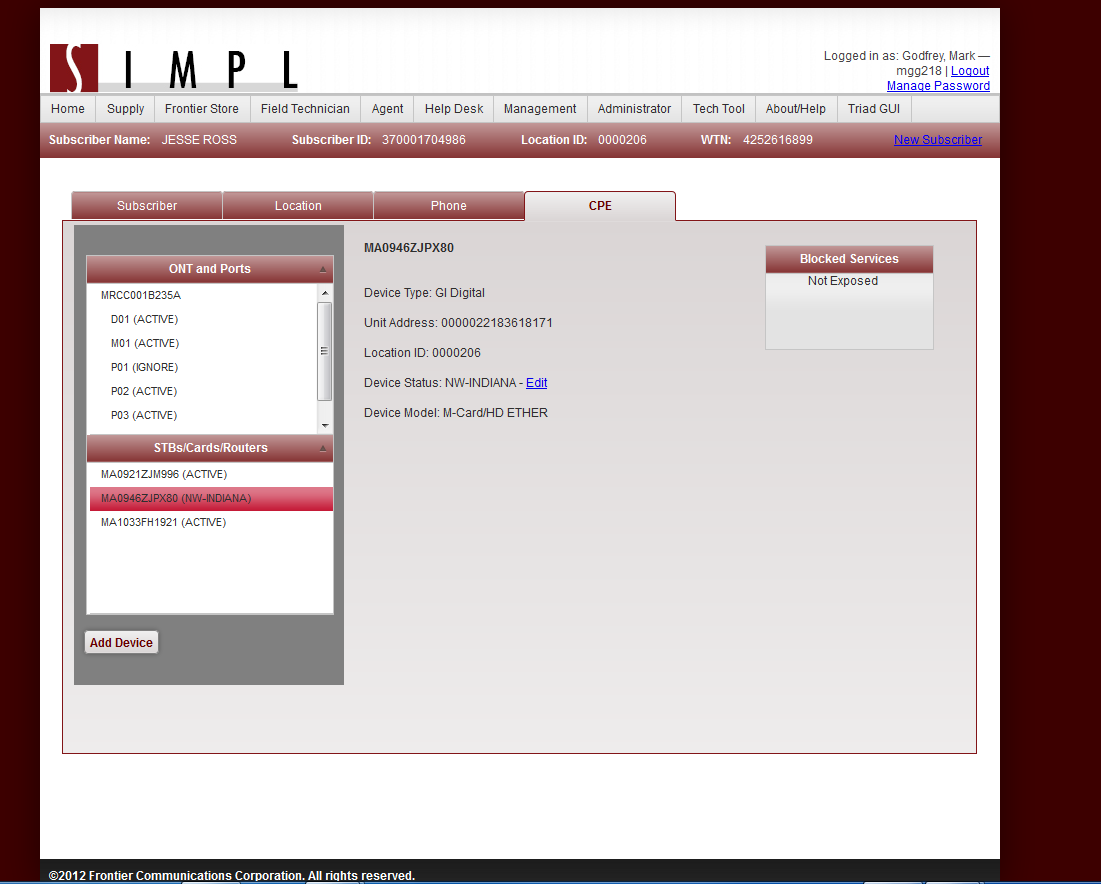 S I M P L
Logged in as: Godfrey, Mark —
mgg218 | Logout
Manage Password
Home Supply Frontier Store Field Technician Agent Help Desk Management Administrator Tech Tool About/Help Triad GUI
Subscriber Name: JESSE ROSS Subscriber ID: 370001704986 Location ID: 0000206 WTN: 4252616899 New Subscriber
Subscriber Location Phone CPE
ONT and Ports
MRCC001B235A
D01 (ACTIVE)
M01 (ACTIVE)
P01 (IGNORE)
P02 (ACTIVE)
P03 (ACTIVE)
STBs/Cards/Routers
MA0921ZJM996 (ACTIVE)
MA0946ZJPX80 (NW-INDIANA)
MA1033FH1921 (ACTIVE)
Add Device
MA0946ZJPX80
Device Type: GI Digital
Unit Address: 0000022183618171
Location ID: 0000206
Device Status: NW-INDIANA - Edit
Device Model: M-Card/HD ETHER
Blocked Services
Not Exposed
©2012 Frontier Communications Corporation. All rights reserved.